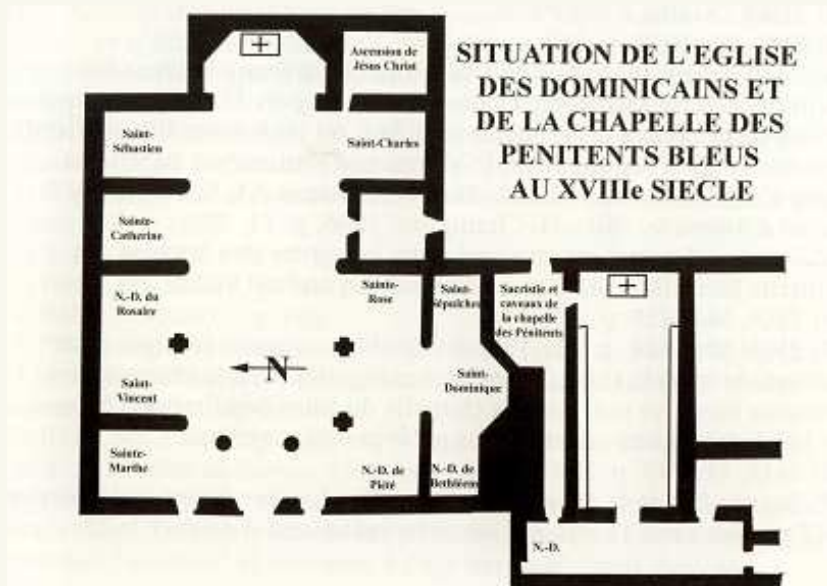 SITUATION DE L'EGLISE
DES DOMINICAINS ET
DE LA CHAPELLE DES
PENITENTS BLEUS
AU XVIIIe SIECLE
Ascension de
Jésus Christ
Saint-
Sébastien
Saint-Charles
Sainte-
Catherine
N.-D. du
Rosaire
Sainte-
Rose
Saint-
Sépulchre
Sacristie et
caveaux de
la chapelle
des Pénitents
N
Saint-
Vincent
Saint-
Dominique
Sainte-
Marthe
N.-D. de
Piété
N.-D. de
Bethléem
N.-D.